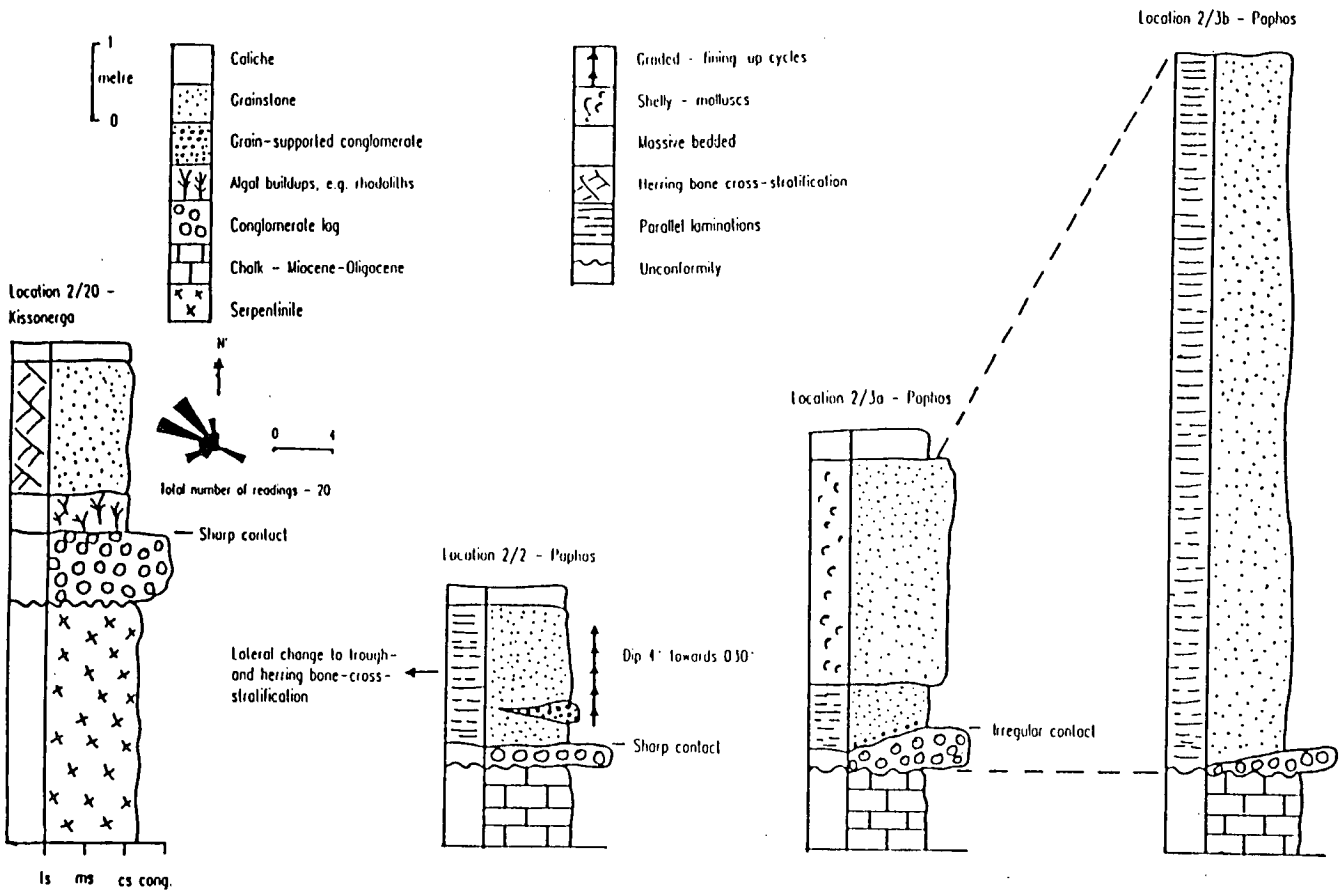 Location 2/3b - Paphos
1
metre
0
Caliche
Grainstone
Grain-supported conglomerate
Algal buildups, e.g. rhodoliths
Conglomerate lag
Chalk - Miocene-Oligocene
Serpentinite
Graded - fining up cycles
Shelly - molluscs
Massive bedded
Herring bone cross-stratification
Parallel laminations
Unconformity
Location 2/20 -
Kissonerga
N°
0 4
Total number of readings - 20
Sharp contact
Location 2/2 - Paphos
Lateral change to trough-
and herring bone-cross-
stratification
Dip 4° towards 030°
Sharp contact
Location 2/3a - Paphos
Irregular contact
fs ms cs cong.